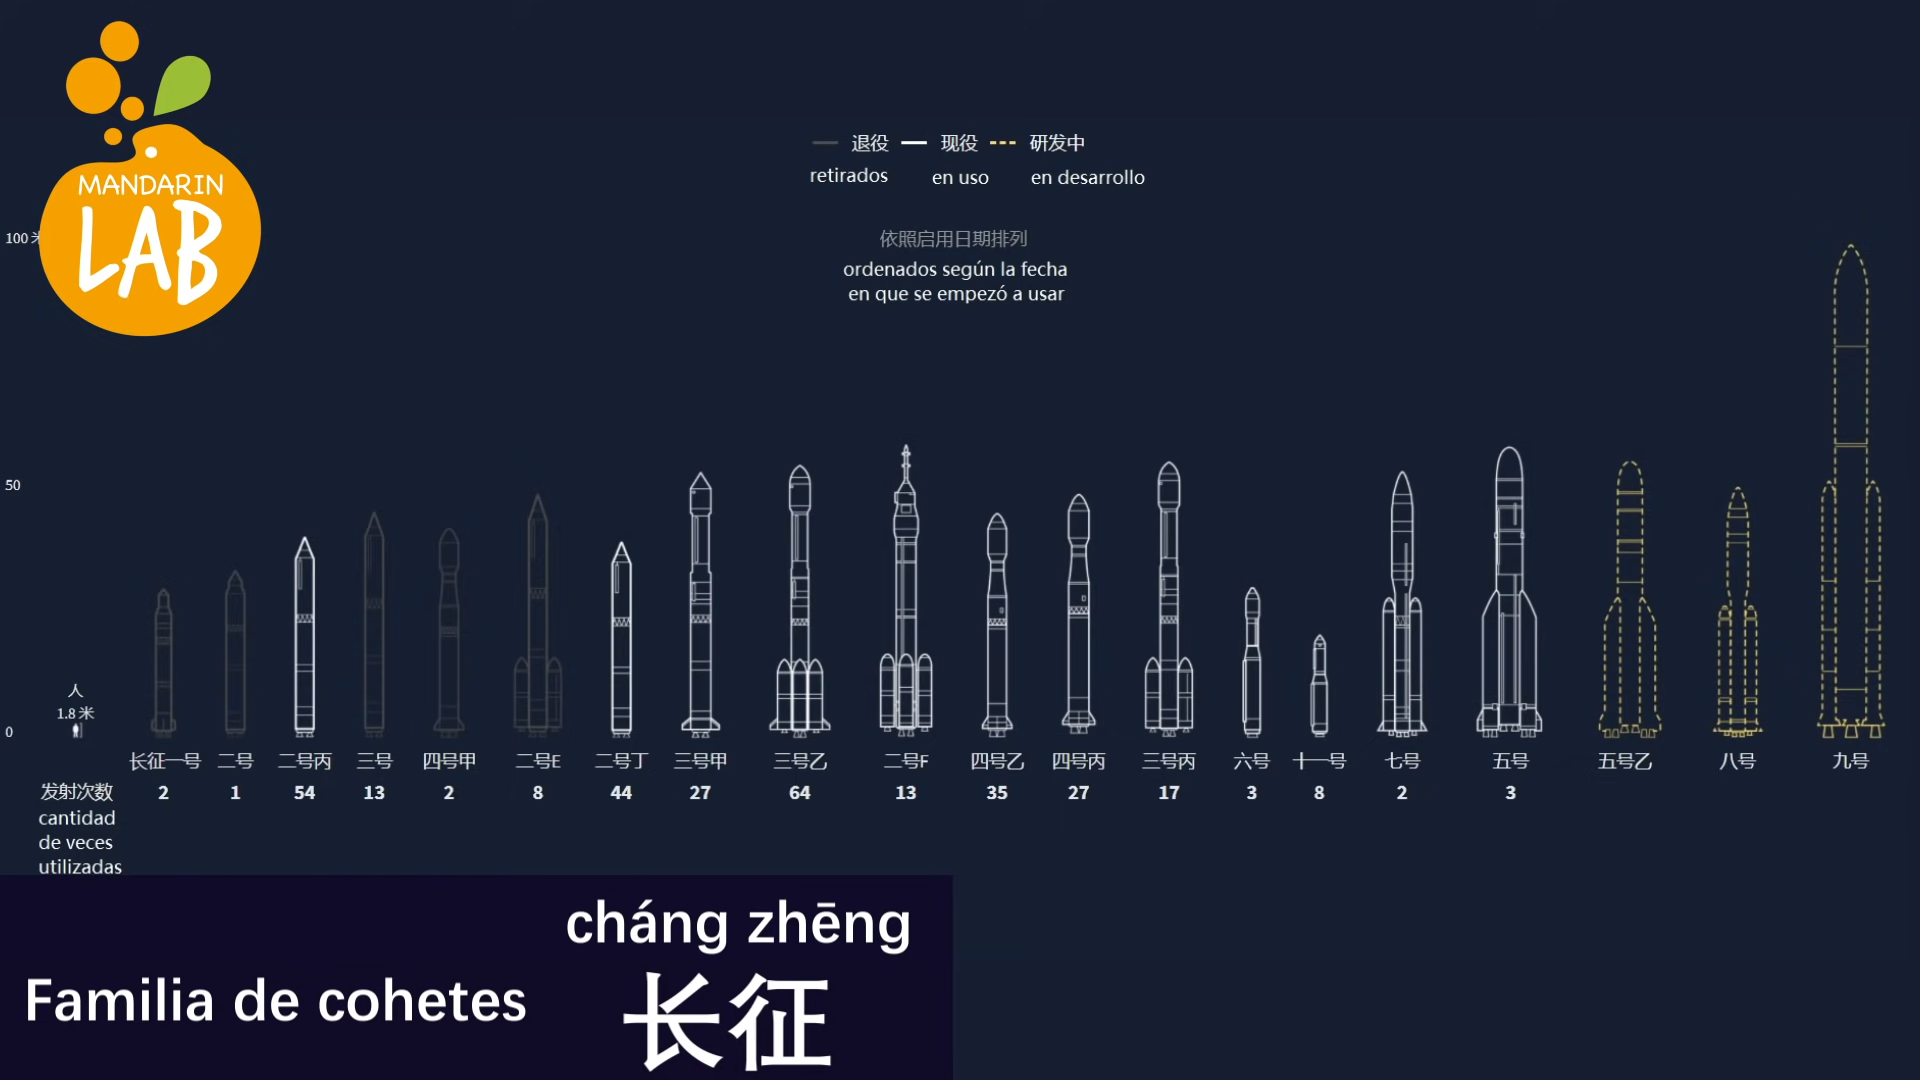 MANDARIN
LAB
退役 现役 研发中
retirados en uso en desarrollo
依照启用日期排列
ordenados según la fecha
en que se empezó a usar
100 米
50
人
1.8 米
0
长征一号 二号 二号丙 三号 四号甲 二号E 二号丁 三号甲 三号乙 二号F 四号乙 四号丙 三号丙 六号 十一号 七号 五号 五号乙 八号 九号
发射次数 2 1 54 13 2 8 44 27 64 13 35 27 17 3 8 2 3
cantidad
de veces
utilizadas
cháng zhēng
Familia de cohetes 长征